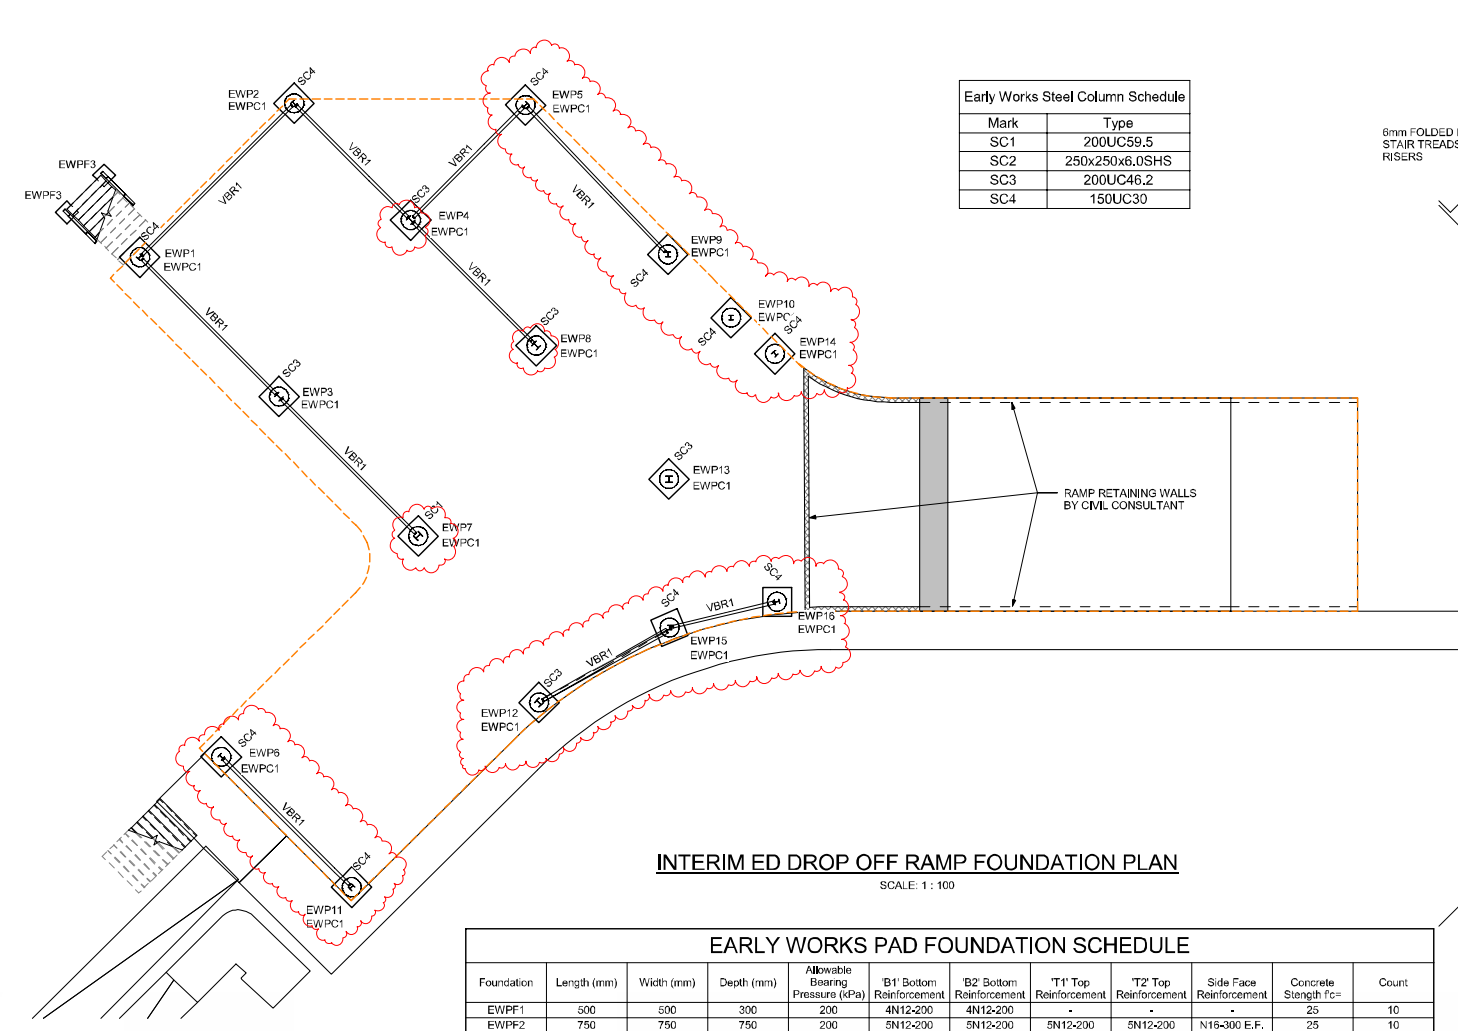 SC4
EWP2
EWPC1
SC4
EWP5
EWPC1
Early Works Steel Column Schedule
Mark Type
SC1 200UC59.5
SC2 250x250x6.0SHS
SC3 200UC46.2
SC4 150UC30
6mm FOLDED
STAIR TREADS
RISERS
EWPF3
EWPF3
VBR1
VBR1
VBR1
VBR1
SC3
EWP4
EWPC1
SC4
EWP1
EWPC1
EWP9
EWPC1
SC4
VBR1
EWP10
SC4
SC4
EWP14
EWPC1
SC3
EWP8
EWPC1
VBR1
SC3
EWP3
EWPC1
VBR1
SC3
EWP13
EWPC1
RAMP RETAINING WALLS
BY CIVIL CONSULTANT
SC1
EWP7
EWPC1
SC4
SC4
VBR1
EWP16
EWPC1
EWP15
EWPC1
VBR1
SC3
EWP12
EWPC1
SC4
EWP6
EWPC1
VBR1
SC4
EWP11
EWPC1
INTERIM ED DROP OFF RAMP FOUNDATION PLAN
SCALE: 1 : 100
EARLY WORKS PAD FOUNDATION SCHEDULE
Foundation Length (mm) Width (mm) Depth (mm) Allowable Bearing Pressure (kPa) 'B1' Bottom Reinforcement 'B2' Bottom Reinforcement 'T1' Top Reinforcement 'T2' Top Reinforcement Side Face Reinforcement Concrete Stength f'c= Count
EWPF1 500 500 300 200 4N12-200 4N12-200 - - - 25 10
EWPF2 750 750 750 200 5N12-200 5N12-200 5N12-200 5N12-200 N16-300 E.F. 25 10